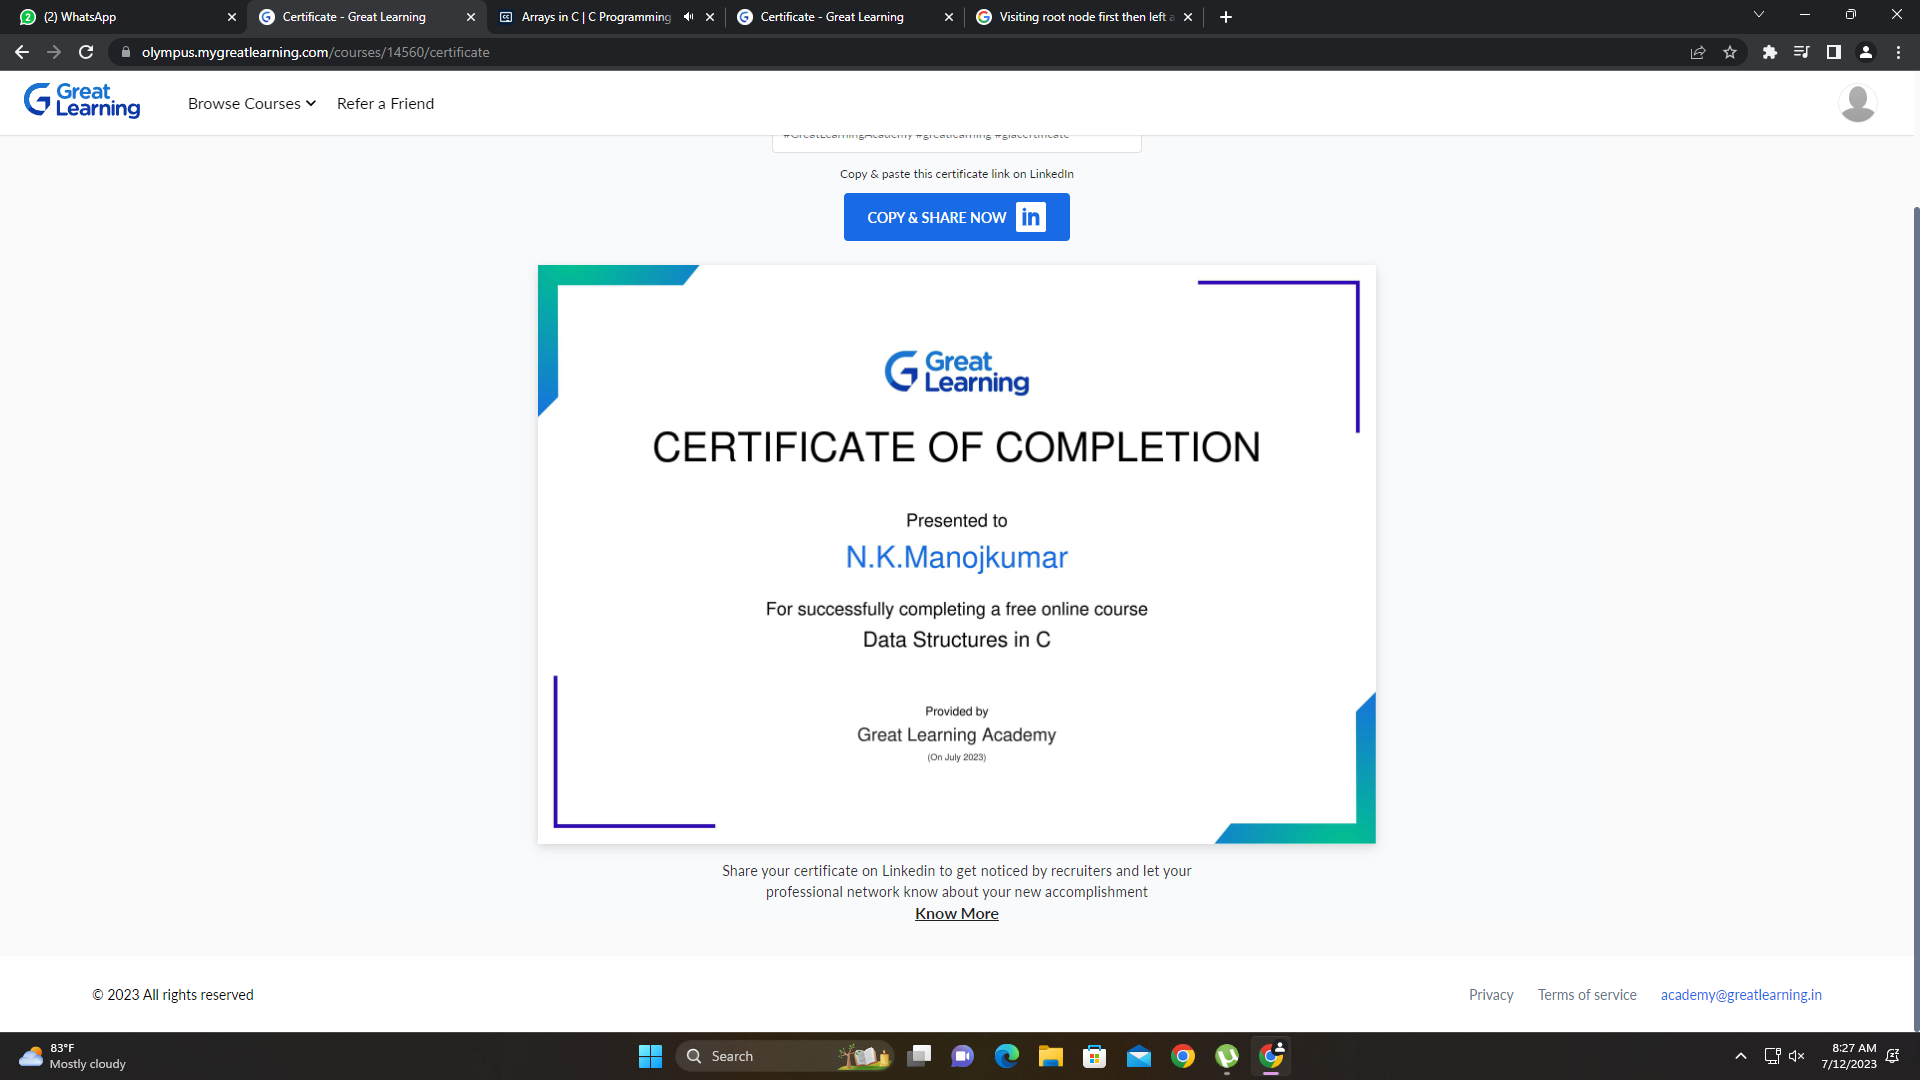 (2) WhatsApp
Certificate - Great Learning
Arrays in C | C Programming
Certificate - Great Learning
Visiting root node first then left a
olympus.mygreatlearning.com/courses/14560/certificate
Great Learning
Browse Courses
Refer a Friend
#GreatLearningAcademy #greatlearning #glacertificate
Copy & paste this certificate link on LinkedIn
COPY & SHARE NOW in
Great
Learning
CERTIFICATE OF COMPLETION
Presented to
N.K.Manojkumar
For successfully completing a free online course
Data Structures in C
Provided by
Great Learning Academy
(On July 2023)
Share your certificate on Linkedin to get noticed by recruiters and let your
professional network know about your new accomplishment
Know More
© 2023 All rights reserved
Privacy
Terms of service
academy@greatlearning.in
83°F
Mostly cloudy
Search
8:27 AM
7/12/2023